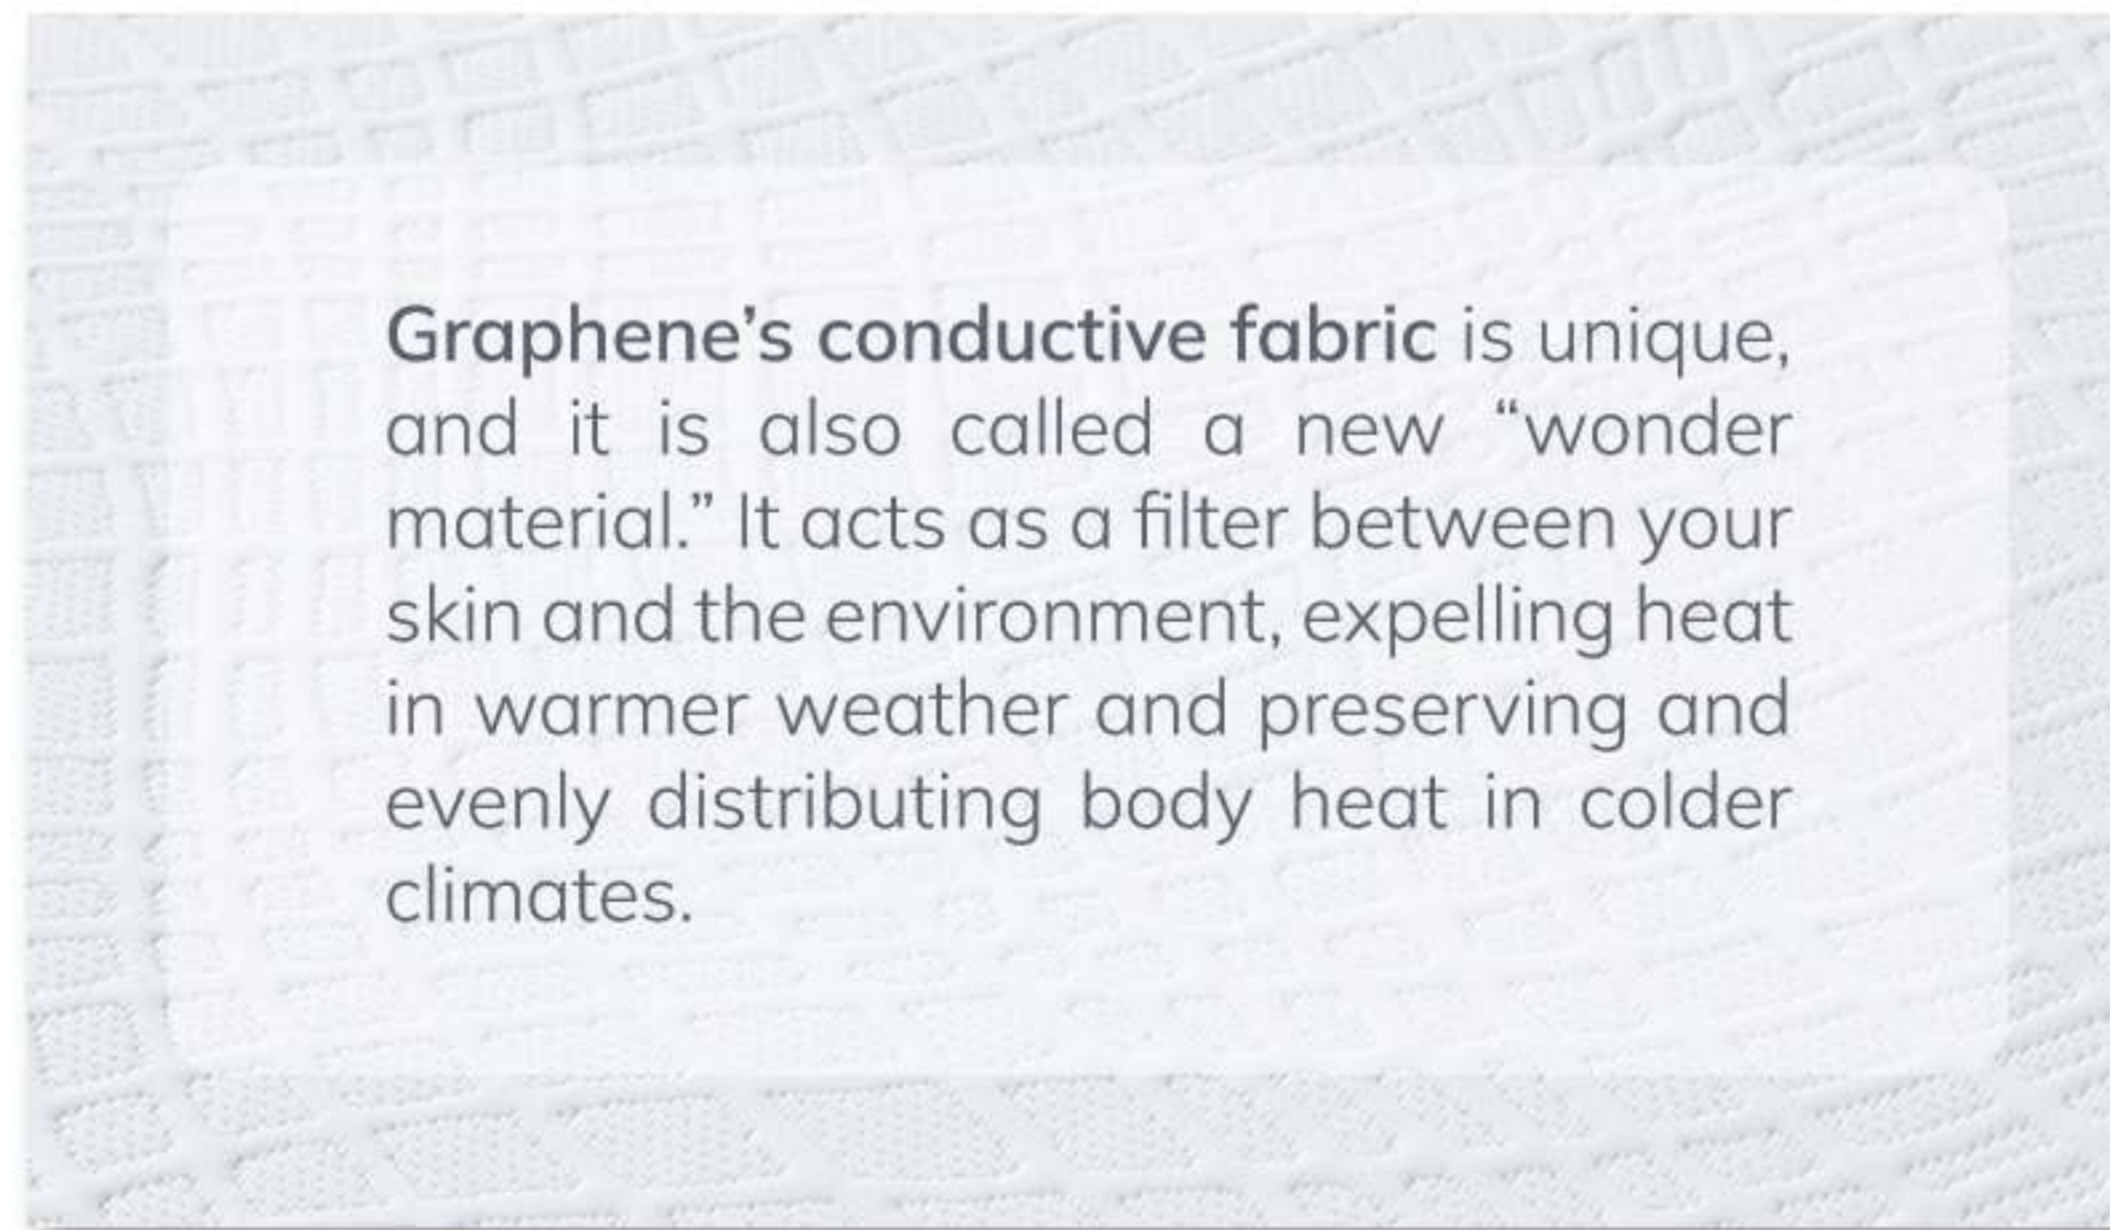 Graphene’s conductive fabric is unique,
and it is also called a new “wonder
material.” It acts as a filter between your
skin and the environment, expelling heat
in warmer weather and preserving and
evenly distributing body heat in colder
climates.